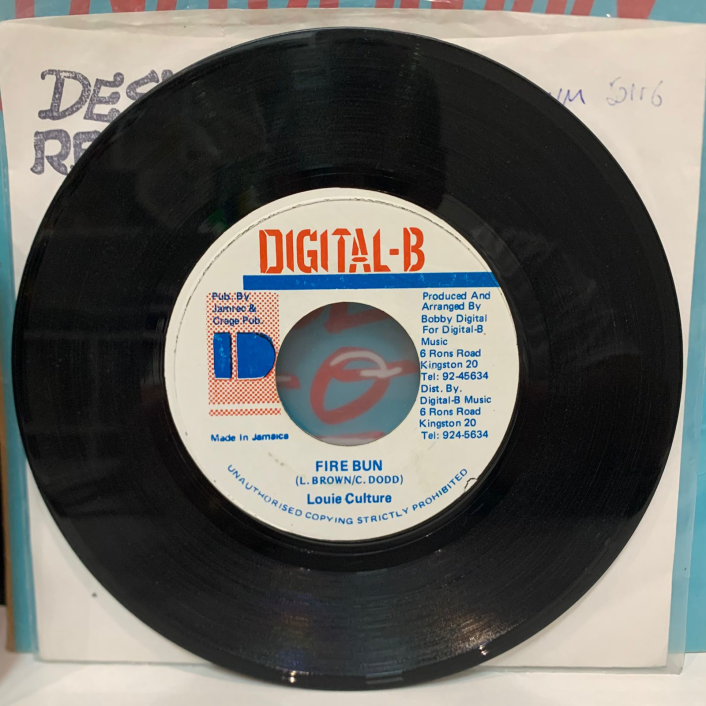 DIGITAL-B
Pub. By.
Jamrec &
Crage Pub.
Produced And
Arranged By
Bobby Digital
For Digital-B
Music
6 Rons Road
Kingston 20
Tel: 92-45634
Dist. By.
Digital-B Music
6 Rons Road
Kingston 20
Tel: 924-5634
Made In Jamaica
FIRE BUN
(L. BROWN/C. DODD)
Louie Culture
UNAUTHORISED COPYING STRICTLY PROHIBITED